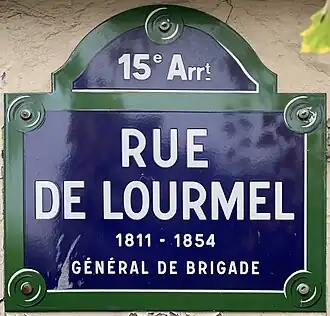 15e Arrt
RUE
DE LOURMEL
1811 - 1854
GÉNÉRAL DE BRIGADE